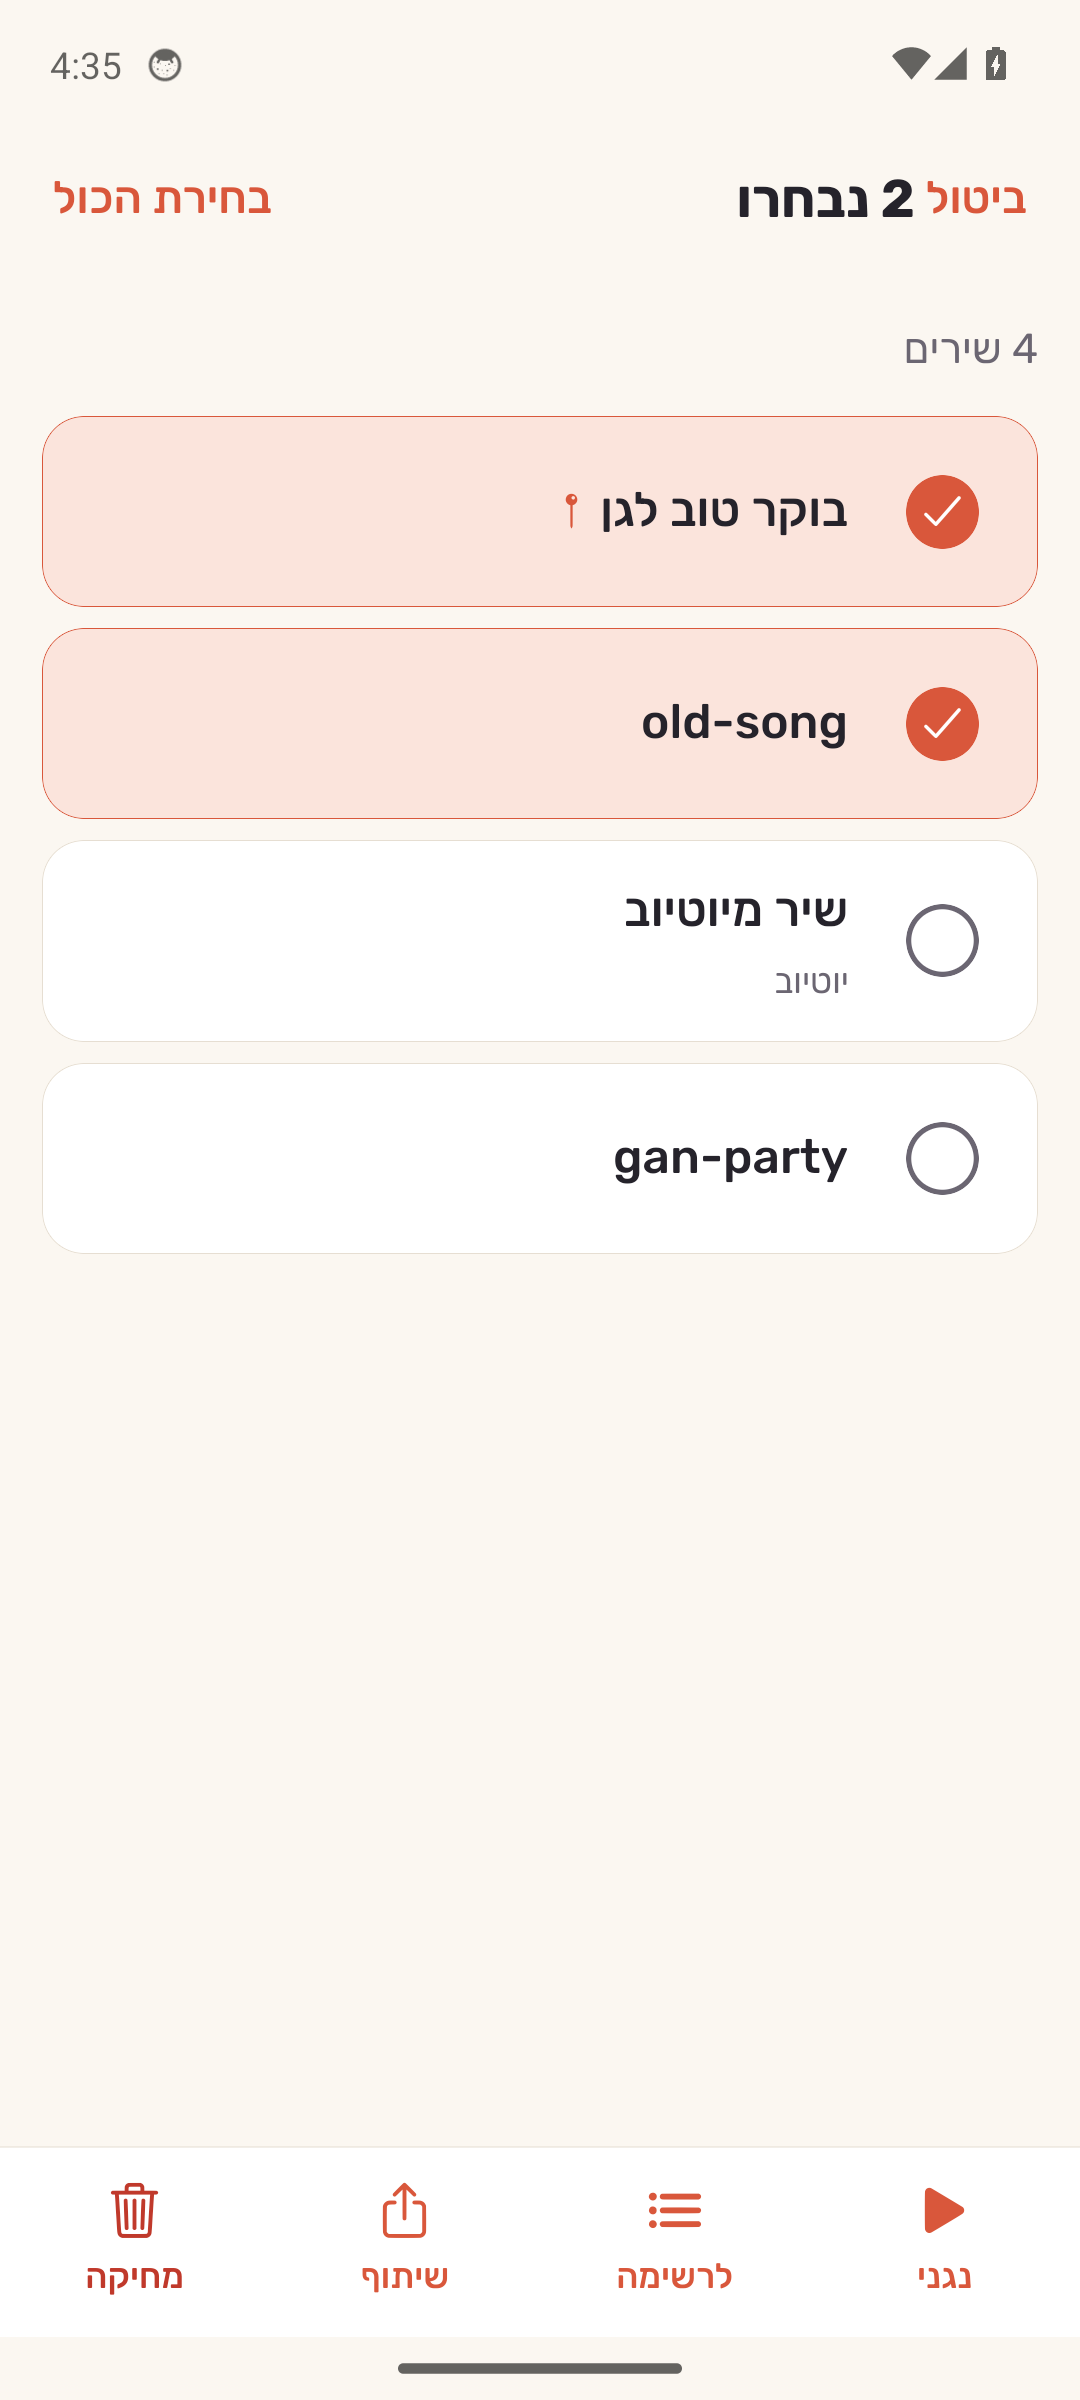 4:35
ביטול 2 נבחרו בחירת הכול
4 שירים
בוקר טוב לגן
old-song
שיר מיוטיוב
יוטיוב
gan-party
נגני לרשימה שיתוף מחיקה